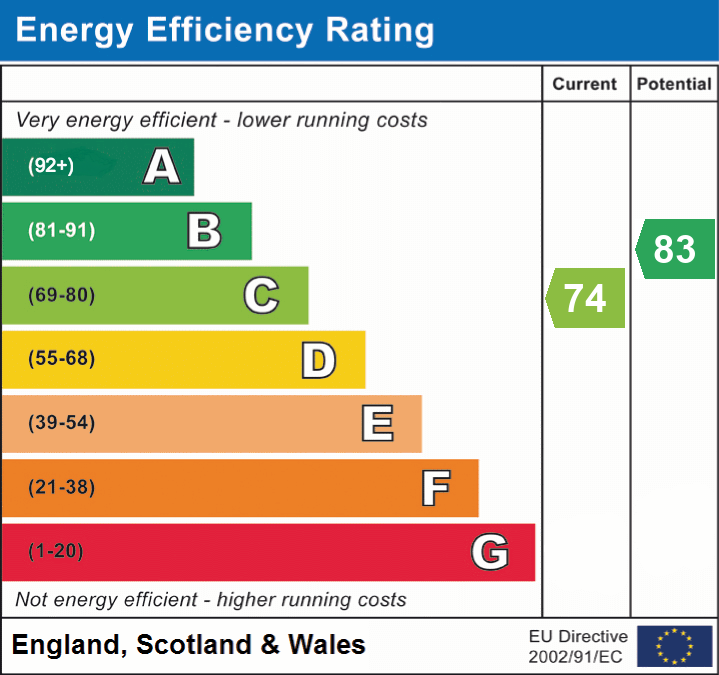 Energy Efficiency Rating
Current Potential
Very energy efficient - lower running costs
(92+) A
(81-91) B
83
(69-80) C
74
(55-68) D
(39-54) E
(21-38) F
(1-20) G
Not energy efficient - higher running costs
England, Scotland & Wales
EU Directive
2002/91/EC